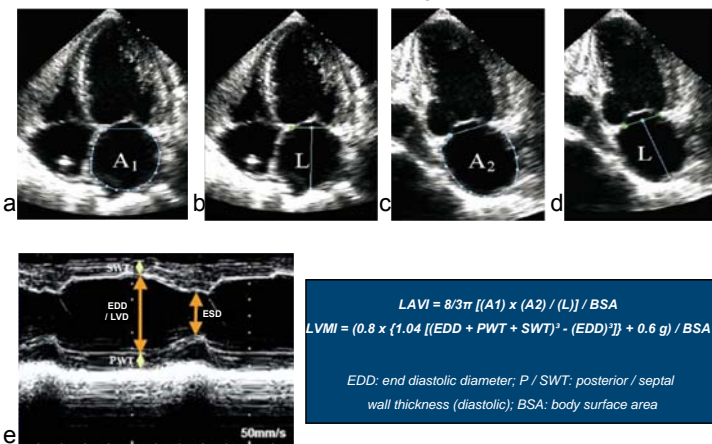 A1
L
A2
L
a
b
c
d
SWT
EDD
/ LVD
ESD
PWT
50mm/s
e
LAVI = 8/3π [(A1) x (A2) / (L)] / BSA
LVMI = (0.8 x {1.04 [(EDD + PWT + SWT)³ - (EDD)³]} + 0.6 g) / BSA
EDD: end diastolic diameter; P / SWT: posterior / septal
wall thickness (diastolic); BSA: body surface area